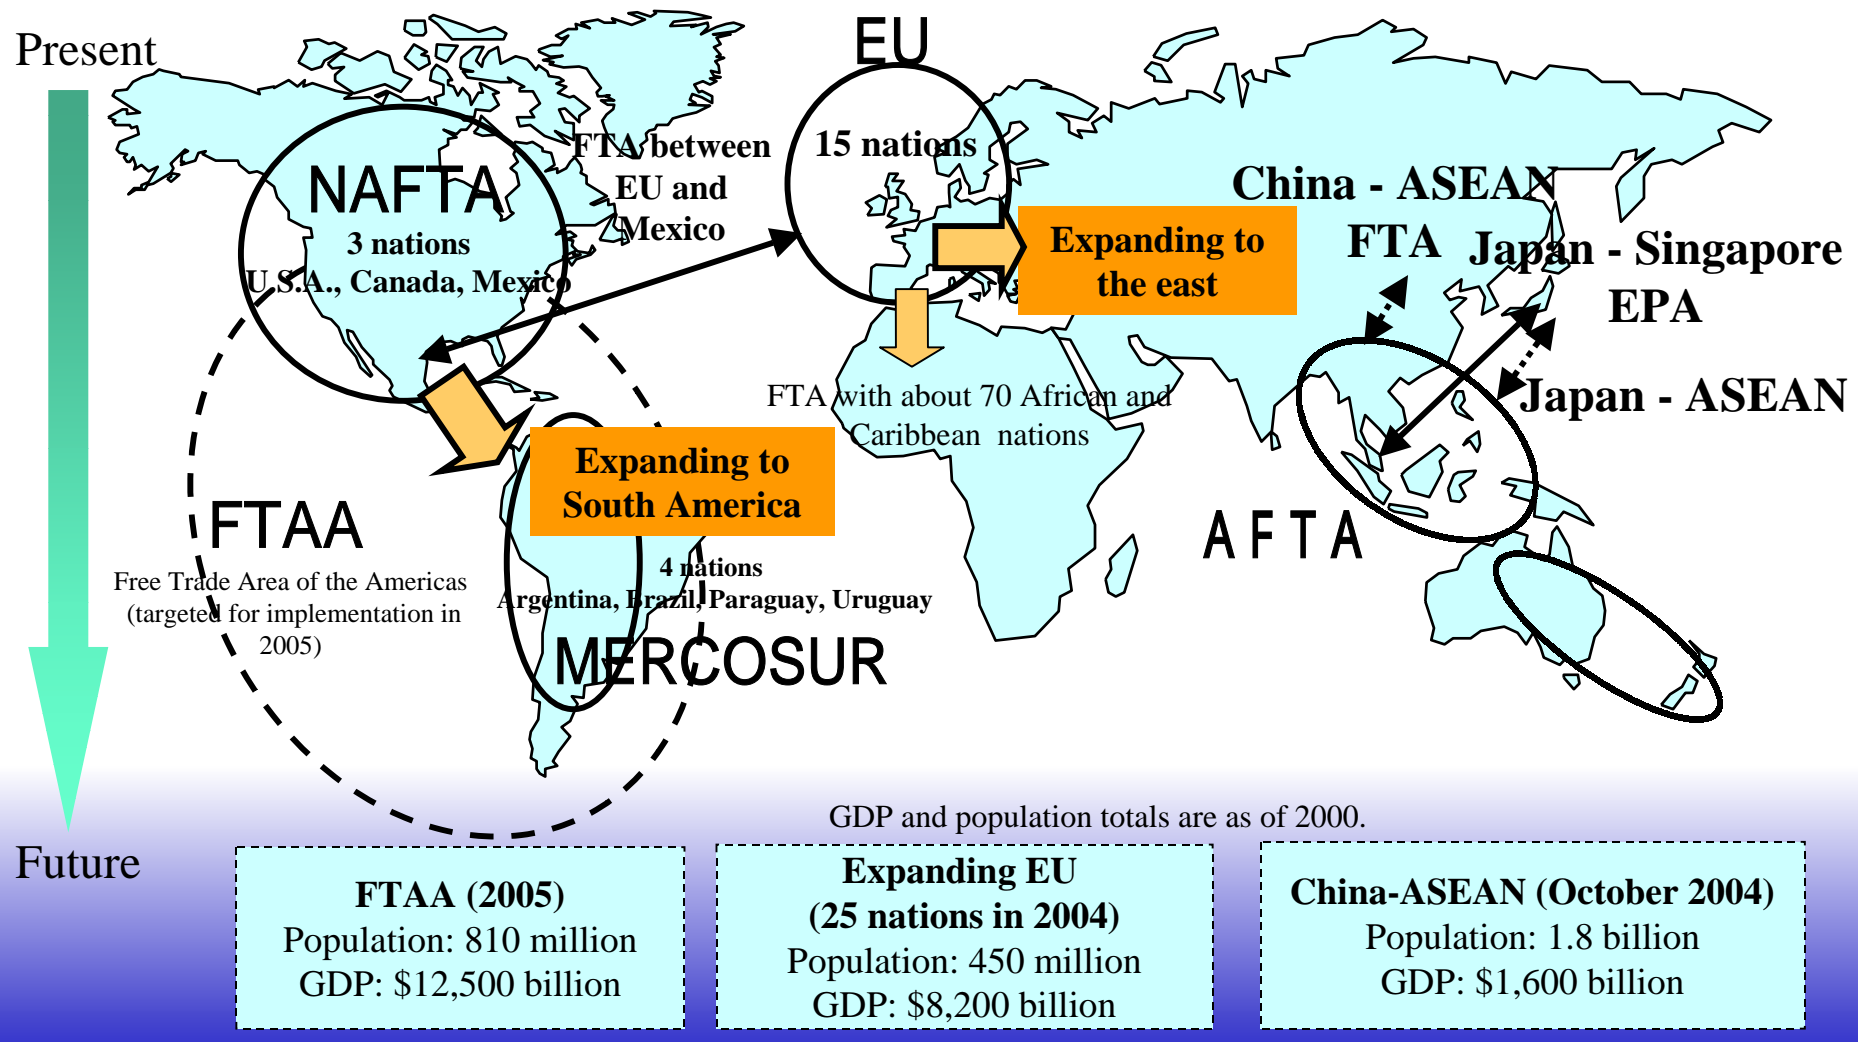 Present
EU
FTA between
EU and
Mexico
15 nations
NAFTA
3 nations
U.S.A., Canada, Mexico
Expanding to
the east
China - ASEAN
FTA
Japan - Singapore
EPA
Japan - ASEAN
FTA with about 70 African and
Caribbean nations
Expanding to
South America
FTAA
Free Trade Area of the Americas
(targeted for implementation in
2005)
4 nations
Argentina, Brazil, Paraguay, Uruguay
MERCOSUR
AFTA
Future
GDP and population totals are as of 2000.
FTAA (2005)
Population: 810 million
GDP: $12,500 billion
Expanding EU
(25 nations in 2004)
Population: 450 million
GDP: $8,200 billion
China-ASEAN (October 2004)
Population: 1.8 billion
GDP: $1,600 billion